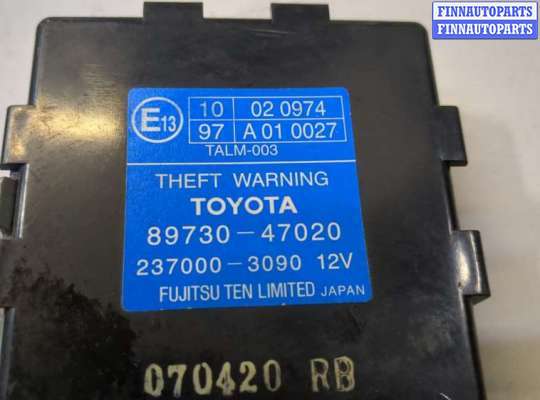 FINNAUTOPARTS
FINNAUTOPARTS
E13
10 02 0974
97 A 01 0027
TALM-003
THEFT WARNING
TOYOTA
89730-47020
237000-3090 12V
FUJITSU TEN LIMITED JAPAN
070420 RB